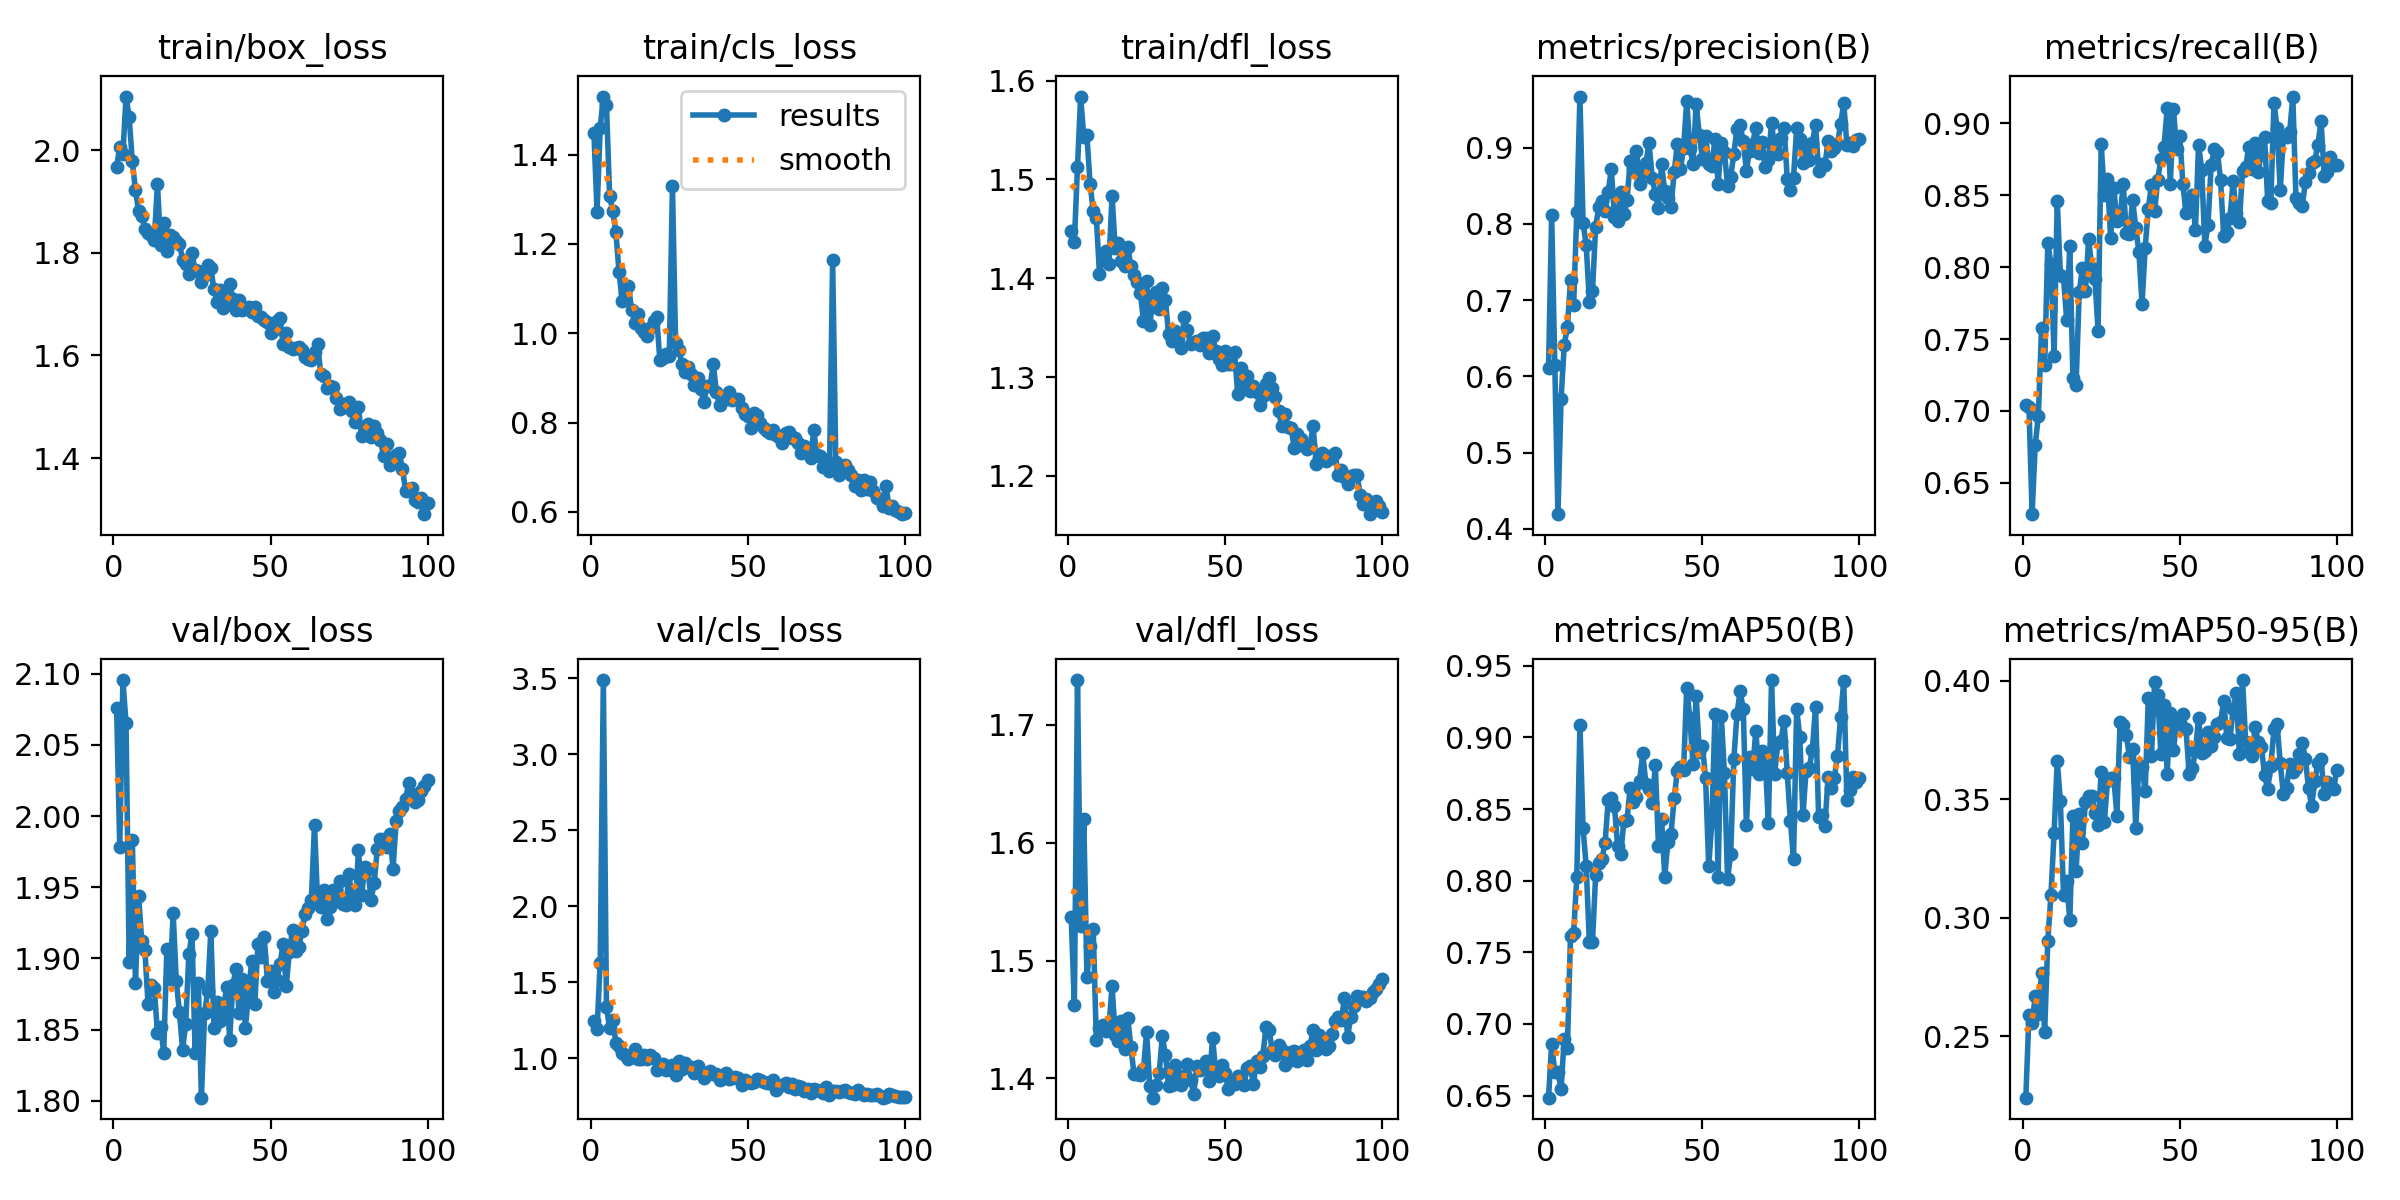 train/box_loss
2.0
1.8
1.6
1.4
0 50 100
train/cls_loss
results
smooth
1.4
1.2
1.0
0.8
0.6
0 50 100
train/dfl_loss
1.6
1.5
1.4
1.3
1.2
0 50 100
metrics/precision(B)
0.9
0.8
0.7
0.6
0.5
0.4
0 50 100
metrics/recall(B)
0.90
0.85
0.80
0.75
0.70
0.65
0 50 100
val/box_loss
2.10
2.05
2.00
1.95
1.90
1.85
1.80
0 50 100
val/cls_loss
3.5
3.0
2.5
2.0
1.5
1.0
0 50 100
val/dfl_loss
1.7
1.6
1.5
1.4
0 50 100
metrics/mAP50(B)
0.95
0.90
0.85
0.80
0.75
0.70
0.65
0 50 100
metrics/mAP50-95(B)
0.40
0.35
0.30
0.25
0 50 100